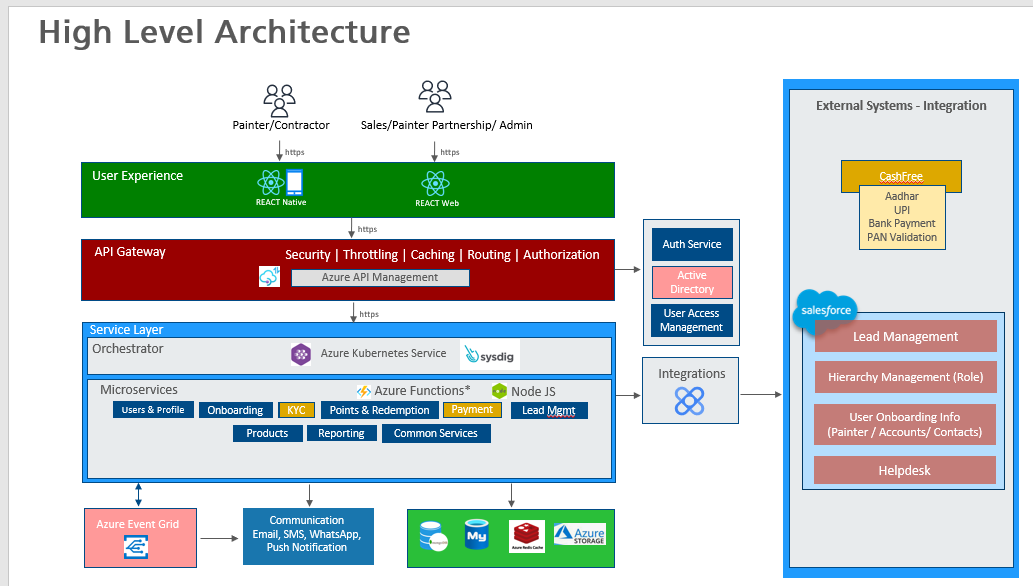 High Level Architecture
Painter/Contractor
Sales/Painter Partnership/ Admin
https
https
User Experience
REACT Native
REACT Web
https
API Gateway
Security | Throttling | Caching | Routing | Authorization
Azure API Management
https
Service Layer
Orchestrator
Azure Kubernetes Service
sysdig
Microservices
Azure Functions*
Node JS
Users & Profile
Onboarding
KYC
Points & Redemption
Payment
Lead Mgmt
Products
Reporting
Common Services
Azure Event Grid
Communication
Email, SMS, WhatsApp,
Push Notification
My
Azure Redis Cache
Azure
STORAGE
Auth Service
Active
Directory
User Access
Management
Integrations
External Systems - Integration
CashFree
Aadhar
UPI
Bank Payment
PAN Validation
salesforce
Lead Management
Hierarchy Management (Role)
User Onboarding Info
(Painter / Accounts/ Contacts)
Helpdesk